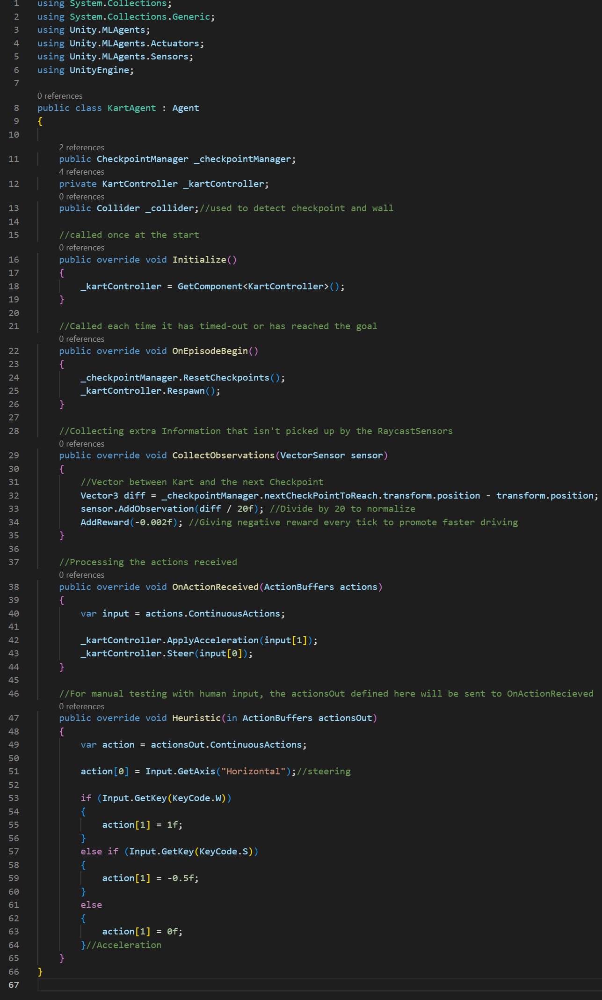 1 using System.Collections;
2 using System.Collections.Generic;
3 using Unity.MLAgents;
4 using Unity.MLAgents.Actuators;
5 using Unity.MLAgents.Sensors;
6 using UnityEngine;
7
0 references
8 public class KartAgent : Agent
9 {
10
2 references
11 public CheckpointManager _checkpointManager;
4 references
12 private KartController _kartController;
0 references
13 public Collider _collider;//used to detect checkpoint and wall
14
15 //called once at the start
0 references
16 public override void Initialize()
17 {
18 _kartController = GetComponent<KartController>();
19 }
20
21 //Called each time it has timed-out or has reached the goal
0 references
22 public override void OnEpisodeBegin()
23 {
24 _checkpointManager.ResetCheckpoints();
25 _kartController.Respawn();
26 }
27
28 //Collecting extra Information that isn't picked up by the RaycastSensors
0 references
29 public override void CollectObservations(VectorSensor sensor)
30 {
31 //Vector between Kart and the next Checkpoint
32 Vector3 diff = _checkpointManager.nextCheckPointToReach.transform.position - transform.position;
33 sensor.AddObservation(diff / 20f); //Divide by 20 to normalize
34 AddReward(-0.002f); //Giving negative reward every tick to promote faster driving
35 }
36
37 //Processing the actions received
0 references
38 public override void OnActionReceived(ActionBuffers actions)
39 {
40 var input = actions.ContinuousActions;
41
42 _kartController.ApplyAcceleration(input[1]);
43 _kartController.Steer(input[0]);
44 }
45
46 //For manual testing with human input, the actionsOut defined here will be sent to OnActionRecieved
0 references
47 public override void Heuristic(in ActionBuffers actionsOut)
48 {
49 var action = actionsOut.ContinuousActions;
50
51 action[0] = Input.GetAxis("Horizontal");//steering
52
53 if (Input.GetKey(KeyCode.W))
54 {
55 action[1] = 1f;
56 }
57 else if (Input.GetKey(KeyCode.S))
58 {
59 action[1] = -0.5f;
60 }
61 else
62 {
63 action[1] = 0f;
64 }//Acceleration
65 }
66 }
67